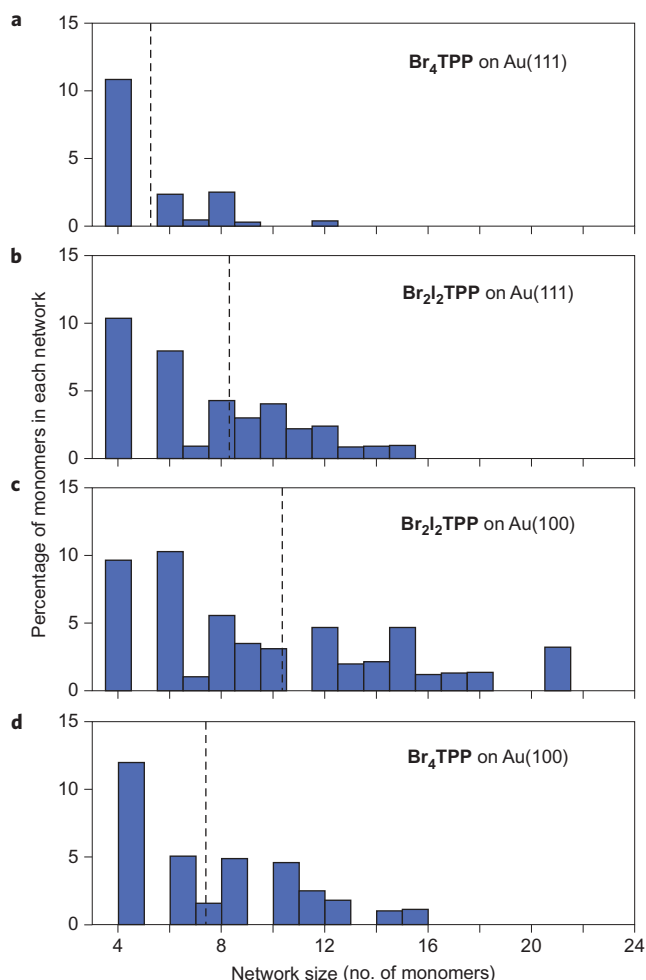 a
15
10
5
0
Br₄TPP on Au(111)
b
15
10
5
0
Br₂I₂TPP on Au(111)
c
15
10
5
0
Br₂I₂TPP on Au(100)
d
15
10
5
0
Br₄TPP on Au(100)
4 8 12 16 20 24
Percentage of monomers in each network
Network size (no. of monomers)